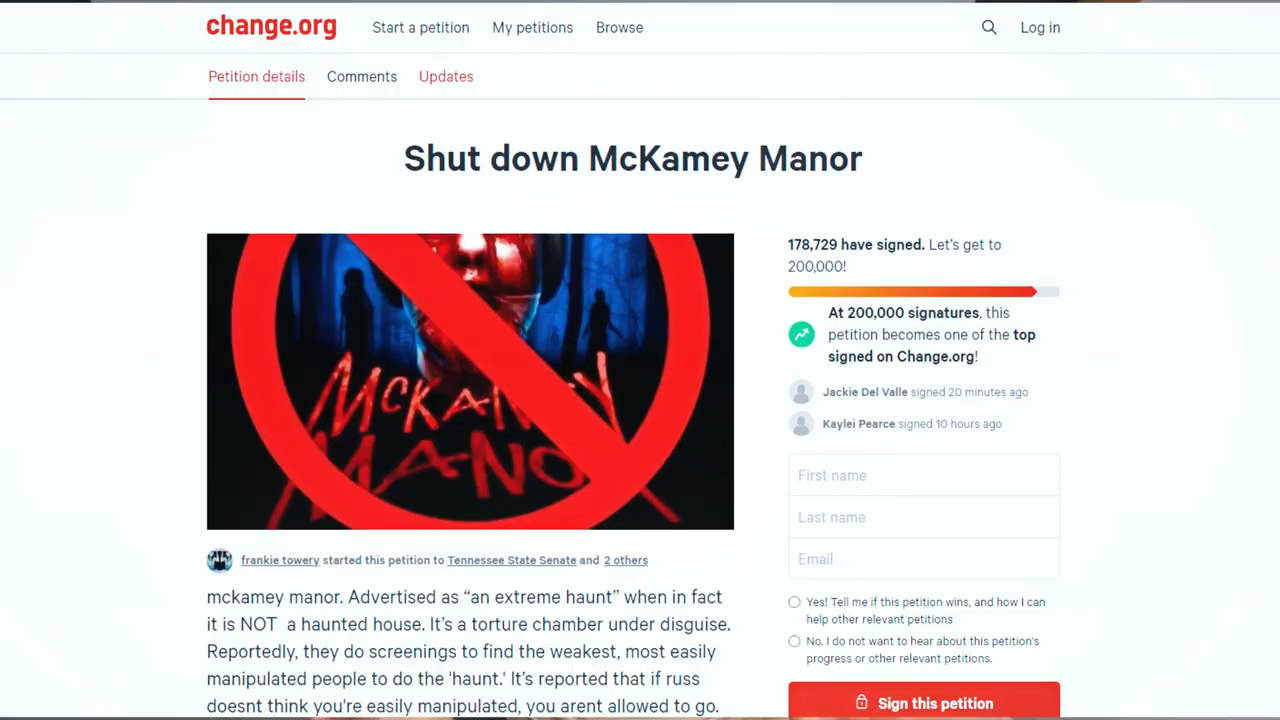 change.org
Start a petition
My petitions
Browse
Log in
Petition details
Comments
Updates
Shut down McKamey Manor
MCKA Y
MANO
178,729 have signed. Let's get to
200,000!
At 200,000 signatures, this
petition becomes one of the top
signed on Change.org!
Jackie Del Valle signed 20 minutes ago
Kaylei Pearce signed 10 hours ago
First name
Last name
Email
Yes! Tell me if this petition wins, and how I can
help other relevant petitions
No. I do not want to hear about this petition's
progress or other relevant petitions.
Sign this petition
frankie towery started this petition to Tennessee State Senate and 2 others
mckamey manor. Advertised as “an extreme haunt” when in fact
it is NOT a haunted house. It’s a torture chamber under disguise.
Reportedly, they do screenings to find the weakest, most easily
manipulated people to do the 'haunt.' It’s reported that if russ
doesnt think you're easily manipulated, you arent allowed to go.